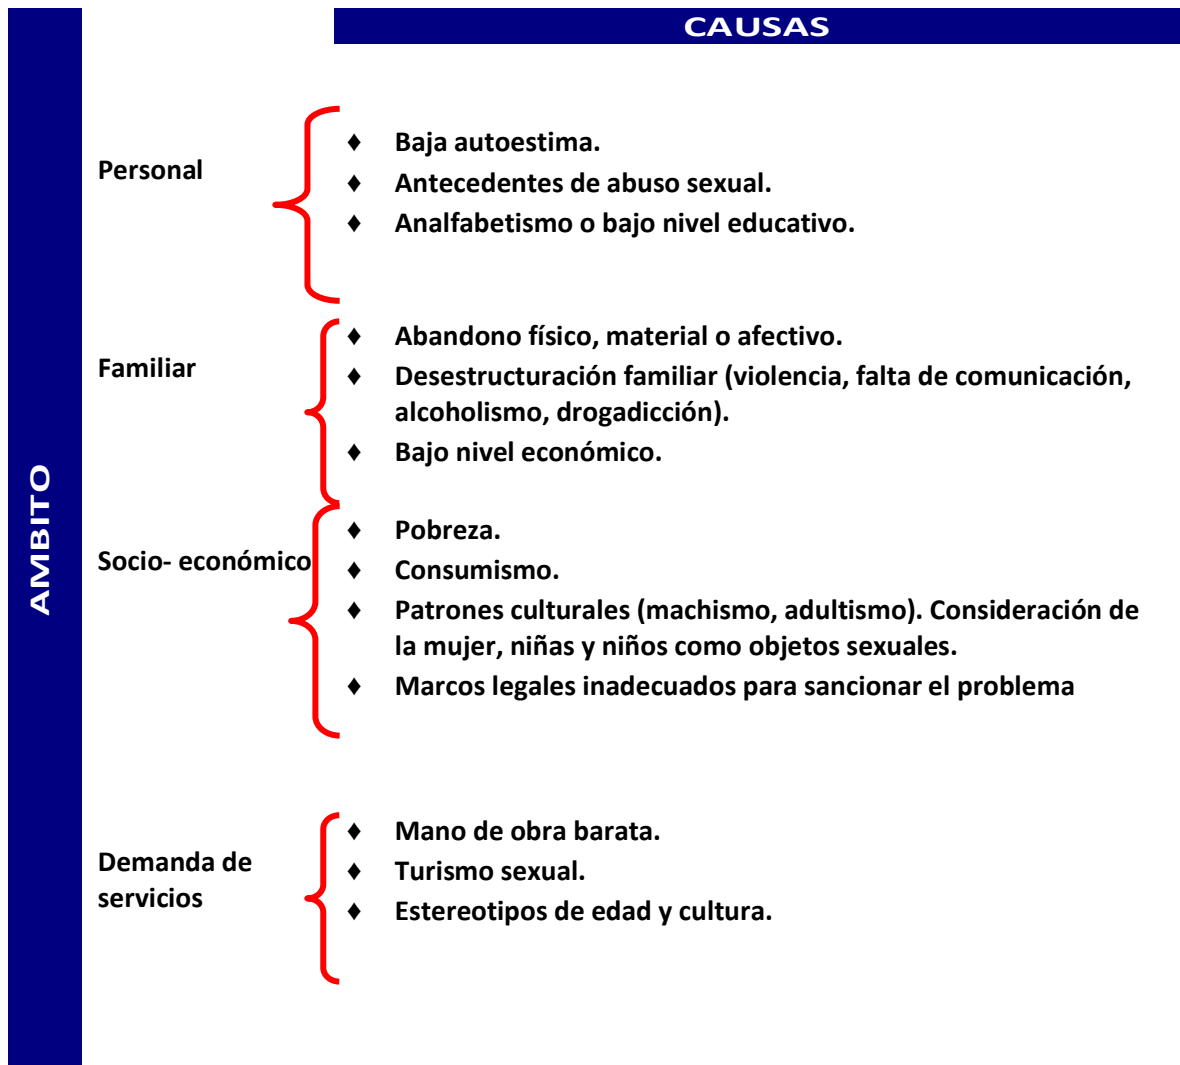 CAUSAS
AMBITO
Personal
♦ Baja autoestima.
♦ Antecedentes de abuso sexual.
♦ Analfabetismo o bajo nivel educativo.
Familiar
♦ Abandono físico, material o afectivo.
♦ Desestructuración familiar (violencia, falta de comunicación,
alcoholismo, drogadicción).
♦ Bajo nivel económico.
Socio- económico
♦ Pobreza.
♦ Consumismo.
♦ Patrones culturales (machismo, adultismo). Consideración de
la mujer, niñas y niños como objetos sexuales.
♦ Marcos legales inadecuados para sancionar el problema
Demanda de
servicios
♦ Mano de obra barata.
♦ Turismo sexual.
♦ Estereotipos de edad y cultura.